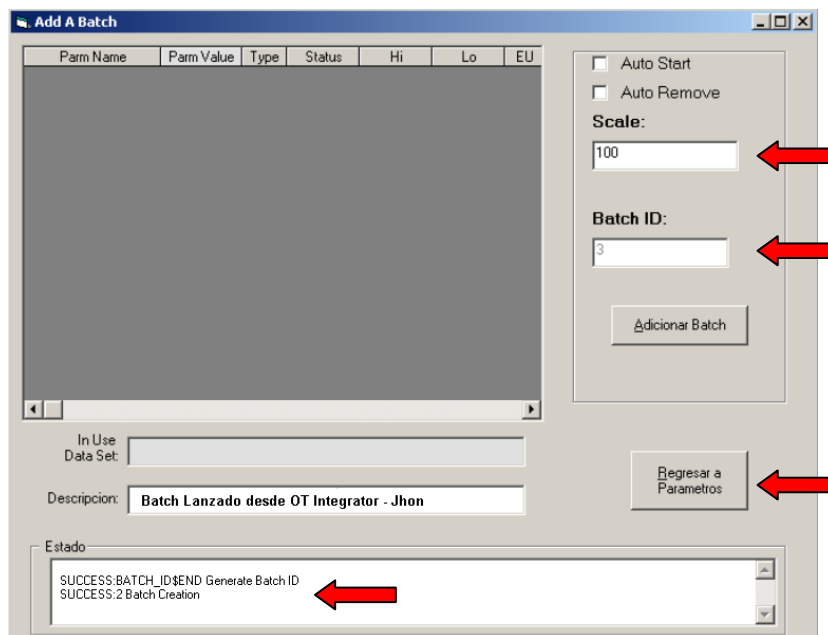 Add A Batch
Parm Name Parm Value Type Status Hi Lo EU
Auto Start
Auto Remove
Scale:
100
Batch ID:
3
Adicionar Batch
In Use
Data Set:
Descripcion: Batch Lanzado desde OT Integrator - Jhon
Regresar a
Parametros
Estado
SUCCESS:BATCH_ID$END Generate Batch ID
SUCCESS:2 Batch Creation